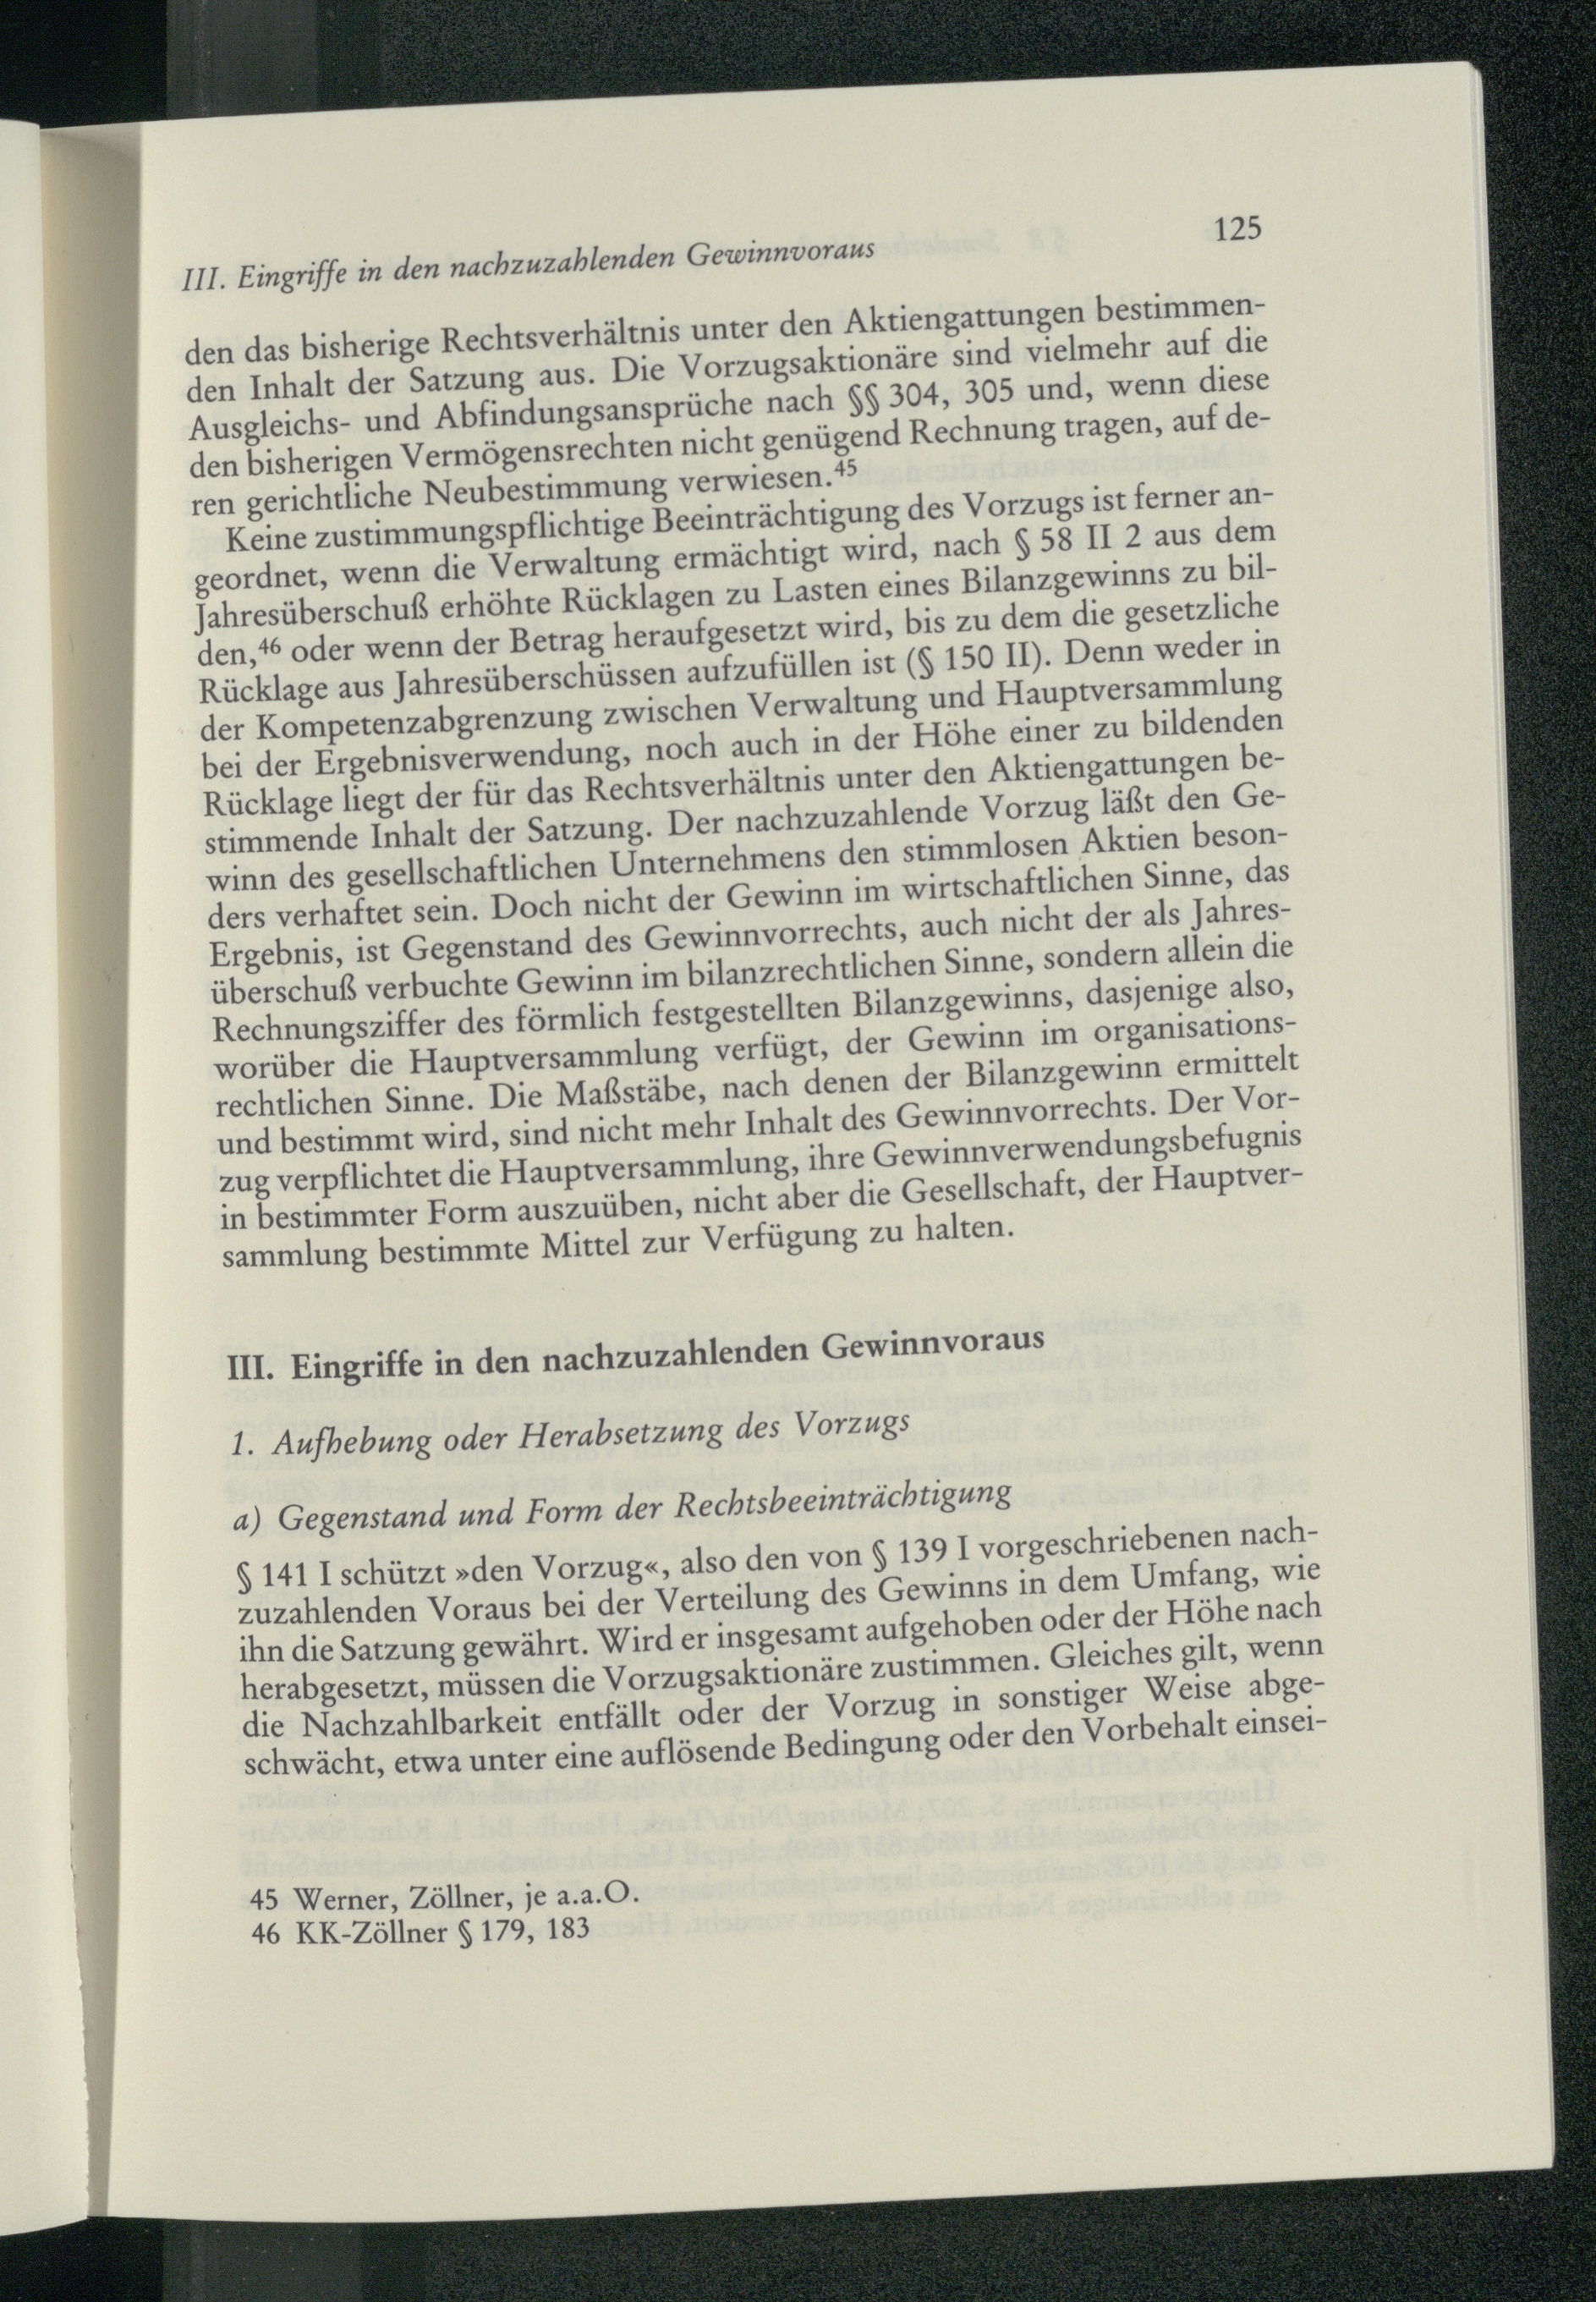 III. Eingriffe in den nachzuzahlenden Gewinnvoraus 125
den das bisherige Rechtsverhältnis unter den Aktiengattungen bestimmen-
den Inhalt der Satzung aus. Die Vorzugsaktionäre sind vielmehr auf die
Ausgleichs- und Abfindungsansprüche nach §§ 304, 305 und, wenn diese
den bisherigen Vermögensrechten nicht genügend Rechnung tragen, auf de-
ren gerichtliche Neubestimmung verwiesen.45
Keine zustimmungspflichtige Beeinträchtigung des Vorzugs ist ferner an-
geordnet, wenn die Verwaltung ermächtigt wird, nach § 58 II 2 aus dem
Jahresüberschuß erhöhte Rücklagen zu Lasten eines Bilanzgewinns zu bil-
den,46 oder wenn der Betrag heraufgesetzt wird, bis zu dem die gesetzliche
Rücklage aus Jahresüberschüssen aufzufüllen ist (§ 150 II). Denn weder in
der Kompetenzabgrenzung zwischen Verwaltung und Hauptversammlung
bei der Ergebnisverwendung, noch auch in der Höhe einer zu bildenden
Rücklage liegt der für das Rechtsverhältnis unter den Aktiengattungen be-
stimmende Inhalt der Satzung. Der nachzuzahlende Vorzug läßt den Ge-
winn des gesellschaftlichen Unternehmens den stimmlosen Aktien beson-
ders verhaftet sein. Doch nicht der Gewinn im wirtschaftlichen Sinne, das
Ergebnis, ist Gegenstand des Gewinnvorrechts, auch nicht der als Jahres-
überschuß verbuchte Gewinn im bilanzrechtlichen Sinne, sondern allein die
Rechnungsziffer des förmlich festgestellten Bilanzgewinns, dasjenige also,
worüber die Hauptversammlung verfügt, der Gewinn im organisations-
rechtlichen Sinne. Die Maßstäbe, nach denen der Bilanzgewinn ermittelt
und bestimmt wird, sind nicht mehr Inhalt des Gewinnvorrechts. Der Vor-
zug verpflichtet die Hauptversammlung, ihre Gewinnverwendungsbefugnis
in bestimmter Form auszuüben, nicht aber die Gesellschaft, der Hauptver-
sammlung bestimmte Mittel zur Verfügung zu halten.
III. Eingriffe in den nachzuzahlenden Gewinnvoraus
1. Aufhebung oder Herabsetzung des Vorzugs
a) Gegenstand und Form der Rechtsbeeinträchtigung
§ 141 I schützt »den Vorzug«, also den von § 139 I vorgeschriebenen nach-
zuzahlenden Voraus bei der Verteilung des Gewinns in dem Umfang, wie
ihn die Satzung gewährt. Wird er insgesamt aufgehoben oder der Höhe nach
herabgesetzt, müssen die Vorzugsaktionäre zustimmen. Gleiches gilt, wenn
die Nachzahlbarkeit entfällt oder der Vorzug in sonstiger Weise abge-
schwächt, etwa unter eine auflösende Bedingung oder den Vorbehalt einsei-
45 Werner, Zöllner, je a.a.O.
46 KK-Zöllner § 179, 183